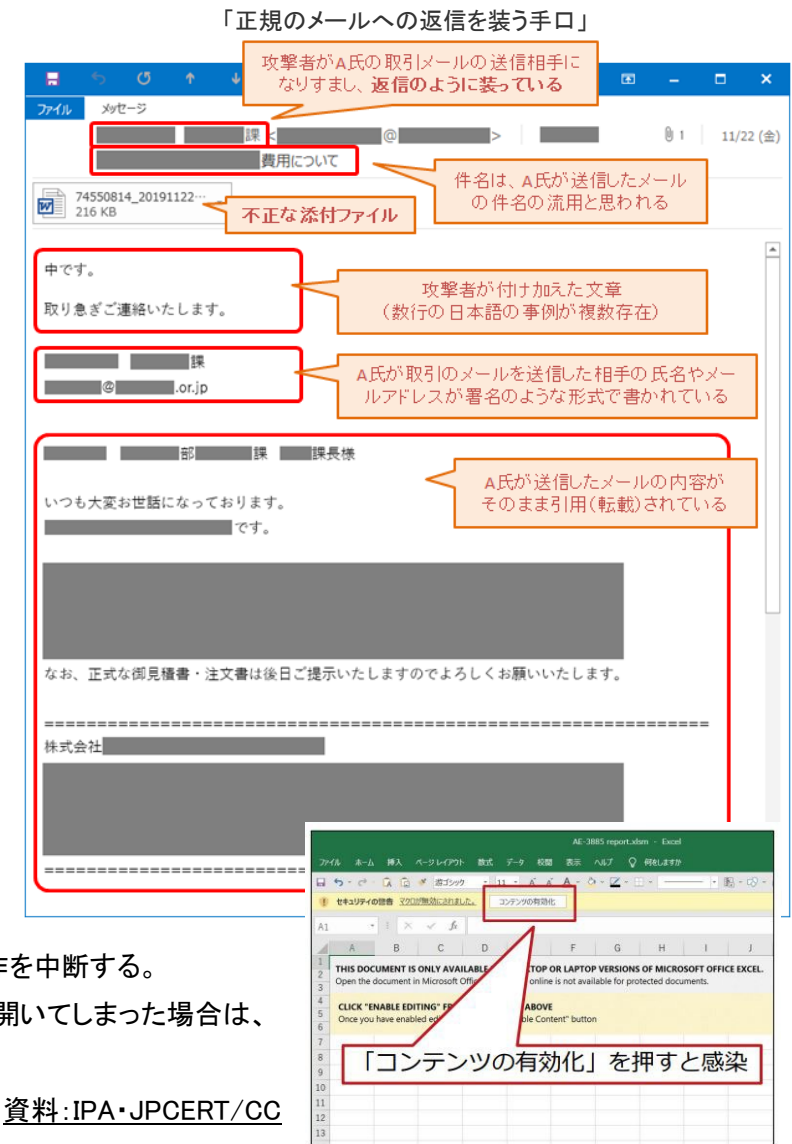 「正規のメールへの返信を装う手口」
攻撃者がA氏の取引メールの送信相手に
なりすまし、返信のように装っている
ファイル メッセージ
課 < @ > 1 11/22 (金)
費用について
件名は、A氏が送信したメール
の件名の流用と思われる
74550814_20191122…
216 KB
不正な添付ファイル
中です。
取り急ぎご連絡いたします。
攻撃者が付け加えた文章
(数行の日本語の事例が複数存在)
課
@ .or.jp
A氏が取引のメールを送信した相手の氏名やメー
ルアドレスが署名のような形式で書かれている
部 課 課長様
A氏が送信したメールの内容が
そのまま引用(転載)されている
いつも大変お世話になっております。
です。
なお、正式な御見積書・注文書は後日ご提示いたしますのでよろしくお願いいたします。
===============================================================
株式会社
AE-3885 report.xlsm - Excel
ファイル ホーム 挿入 ページレイアウト 数式 データ 校閲 表示 ヘルプ 何をしますか
游ゴシック 11
セキュリティの警告 マクロが無効にされました。 コンテンツの有効化
A1 fx
A B C D F G H I J
1
2
3
4
5
6
7
8
9
10
11
12
13
THIS DOCUMENT IS ONLY AVAILABLE TOP OR LAPTOP VERSIONS OF MICROSOFT OFFICE EXCEL.
Open the document in Microsoft Offi online is not available for protected documents.
CLICK "ENABLE EDITING" F ABOVE
Once you have enabled ed ble Content" button
「コンテンツの有効化」を押すと感染
を中断する。
開いてしまった場合は、
資料:IPA・JPCERT/CC